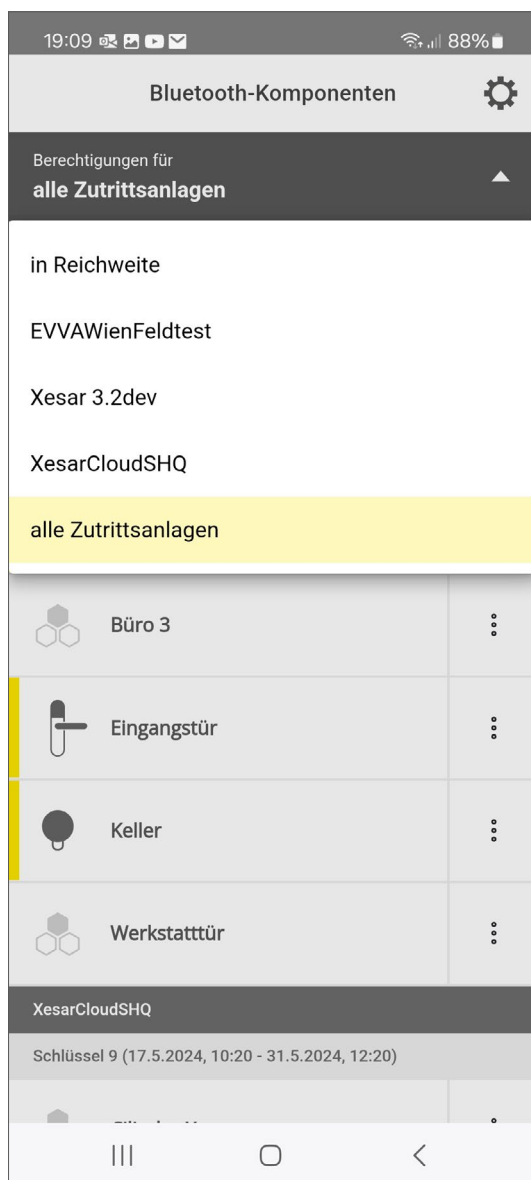 19:09
88%
Bluetooth-Komponenten
Berechtigungen für
alle Zutrittsanlagen
in Reichweite
EVVAWienFeldtest
Xesar 3.2dev
XesarCloudSHQ
alle Zutrittsanlagen
Büro 3
Eingangstür
Keller
Werkstatttür
XesarCloudSHQ
Schlüssel 9 (17.5.2024, 10:20 - 31.5.2024, 12:20)